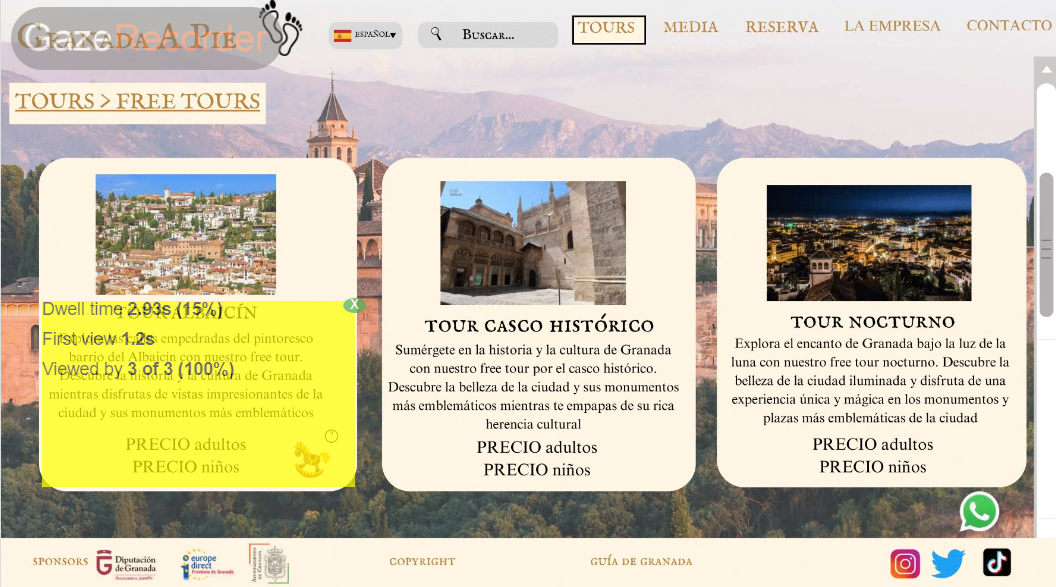 GRANADA A PIE
GazeRecorder
ESPAÑOL▼
BUSCAR...
TOURS
MEDIA
RESERVA
LA EMPRESA
CONTACTO
TOURS > FREE TOURS
TOUR ALBAICÍN
Dwell time 2.93s (15%)
X
First view 1.2s
empedradas del pintoresco
barrio del Albaicín con nuestro free tour.
Viewed by 3 of 3 (100%)
Descubre la historia y la cultura de Granada
mientras disfrutas de vistas impresionantes de la
ciudad y sus monumentos más emblemáticos
PRECIO adultos
PRECIO niños
?
TOUR CASCO HISTÓRICO
Sumérgete en la historia y la cultura de Granada
con nuestro free tour por el casco histórico.
Descubre la belleza de la ciudad y sus monumentos
más emblemáticos mientras te empapas de su rica
herencia cultural
PRECIO adultos
PRECIO niños
TOUR NOCTURNO
Explora el encanto de Granada bajo la luz de la
luna con nuestro free tour nocturno. Descubre la
belleza de la ciudad iluminada y disfruta de una
experiencia única y mágica en los monumentos y
plazas más emblemáticas de la ciudad
PRECIO adultos
PRECIO niños
SPONSORS
Diputación
de Granada
europe
direct
Provincia de Granada
COPYRIGHT
GUÍA DE GRANADA